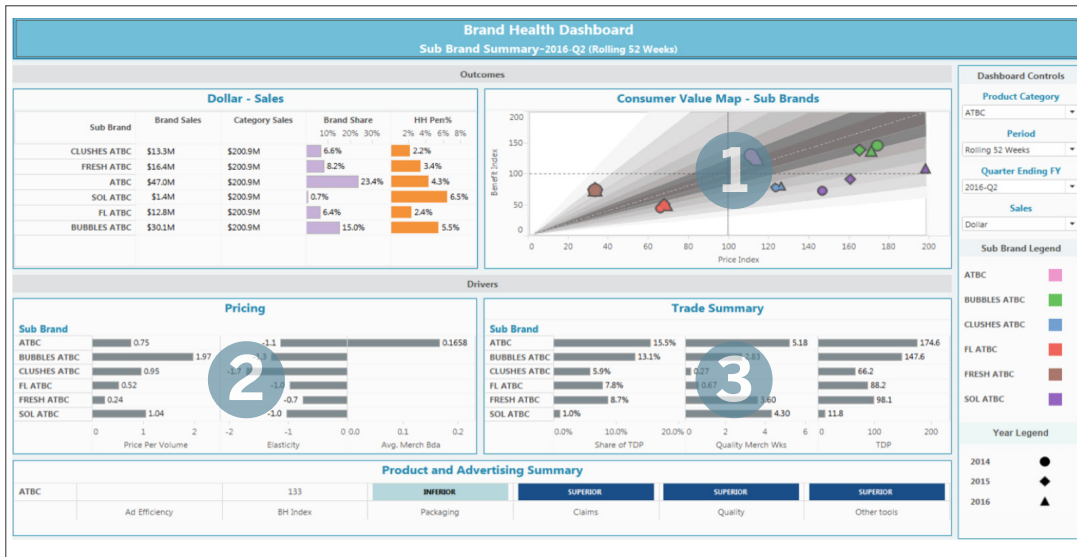 Brand Health Dashboard
Sub Brand Summary-2016-Q2 (Rolling 52 Weeks)
Outcomes
Dollar - Sales
Sub Brand Brand Sales Category Sales Brand Share HH Pen%
10% 20% 30% 2% 4% 6% 8%
CLUSHES ATBC $13.3M $200.9M 6.6% 2.2%
FRESH ATBC $16.4M $200.9M 8.2% 3.4%
ATBC $47.0M $200.9M 23.4% 4.3%
SOL ATBC $1.4M $200.9M 0.7% 6.5%
FL ATBC $12.8M $200.9M 6.4% 2.4%
BUBBLES ATBC $30.1M $200.9M 15.0% 5.5%
Consumer Value Map - Sub Brands
Benefit Index
200
150
100
50
0
0 20 40 60 80 100 120 140 160 180 200
Price Index
1
Dashboard Controls
Product Category
ATBC
Period
Rolling 52 Weeks
Quarter Ending FY
2016-Q2
Sales
Dollar
Sub Brand Legend
ATBC
BUBBLES ATBC
CLUSHES ATBC
FL ATBC
FRESH ATBC
SOL ATBC
Year Legend
2014
2015
2016
Drivers
Pricing
Sub Brand
ATBC 0.75 -1.1 0.1658
BUBBLES ATBC 1.97
CLUSHES ATBC 0.95 -1.7
FL ATBC 0.52 -1.0
FRESH ATBC 0.24 -0.7
SOL ATBC 1.04 -1.0
0 1 2 -2 -1 0 0.0 0.1 0.2
Price Per Volume Elasticity Avg. Merch Bda
2
Trade Summary
Sub Brand
ATBC 15.5% 5.18 174.6
BUBBLES ATBC 13.1% 2.83 147.6
CLUSHES ATBC 5.9% 0.27 66.2
FL ATBC 7.8% 0.67 88.2
FRESH ATBC 8.7% 98.1
SOL ATBC 1.0% 4.30 11.8
0.0% 10.0% 20.0% 0 2 4 6 0 100 200
Share of TDP Quality Merch Wks TDP
3
Product and Advertising Summary
ATBC 133 INFERIOR SUPERIOR SUPERIOR SUPERIOR
Ad Efficiency BH Index Packaging Claims Quality Other tools